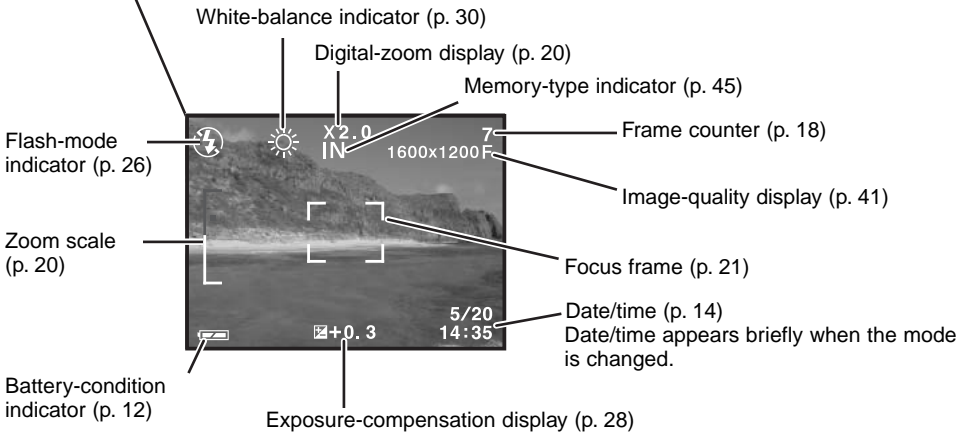 White-balance indicator (p. 30)
Digital-zoom display (p. 20)
Memory-type indicator (p. 45)
Flash-mode
indicator (p. 26)
X2.0
IN
7
1600x1200 F
Frame counter (p. 18)
Image-quality display (p. 41)
Zoom scale
(p. 20)
Focus frame (p. 21)
5/20
14:35
+0.3
Date/time (p. 14)
Date/time appears briefly when the mode
is changed.
Battery-condition
indicator (p. 12)
Exposure-compensation display (p. 28)